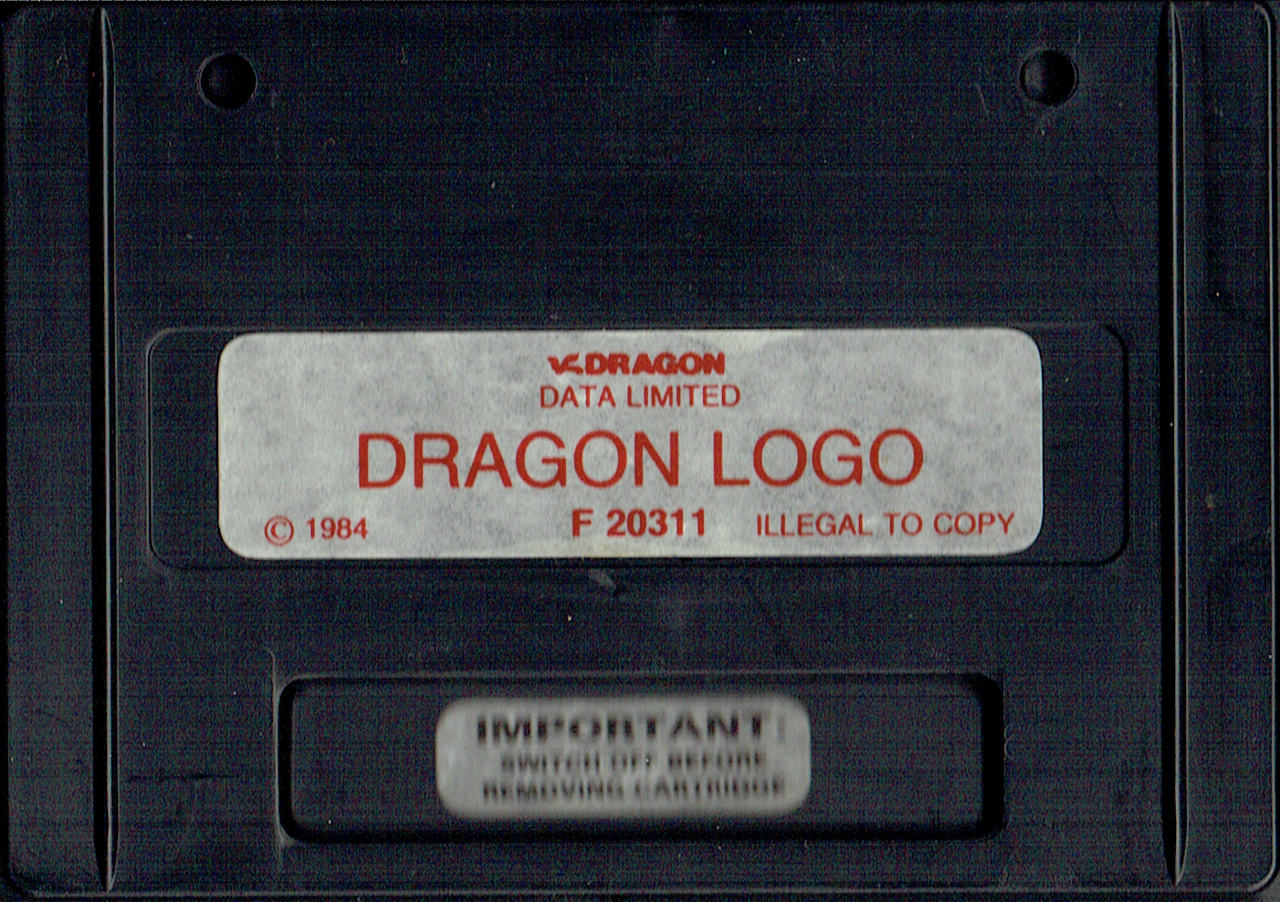 DRAGON
DATA LIMITED
DRAGON LOGO
© 1984 F 20311 ILLEGAL TO COPY
IMPORTANT:
SWITCH OFF BEFORE
REMOVING CARTRIDGE